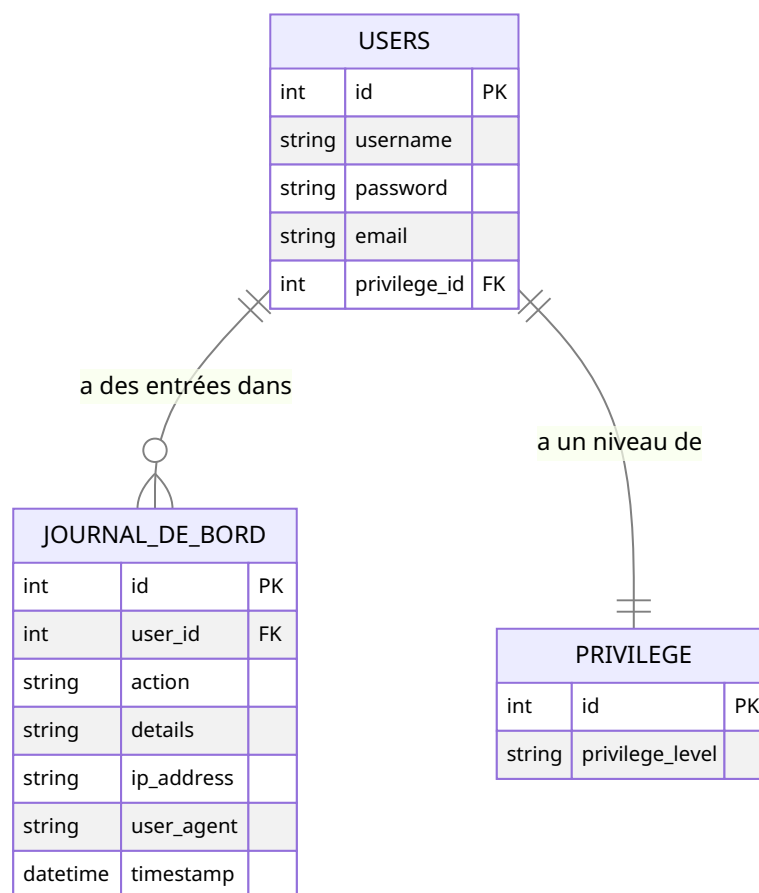 USERS
int id PK
string username
string password
string email
int privilege_id FK
a des entrées dans
a un niveau de
JOURNAL_DE_BORD
int id PK
int user_id FK
string action
string details
string ip_address
string user_agent
datetime timestamp
PRIVILEGE
int id PK
string privilege_level